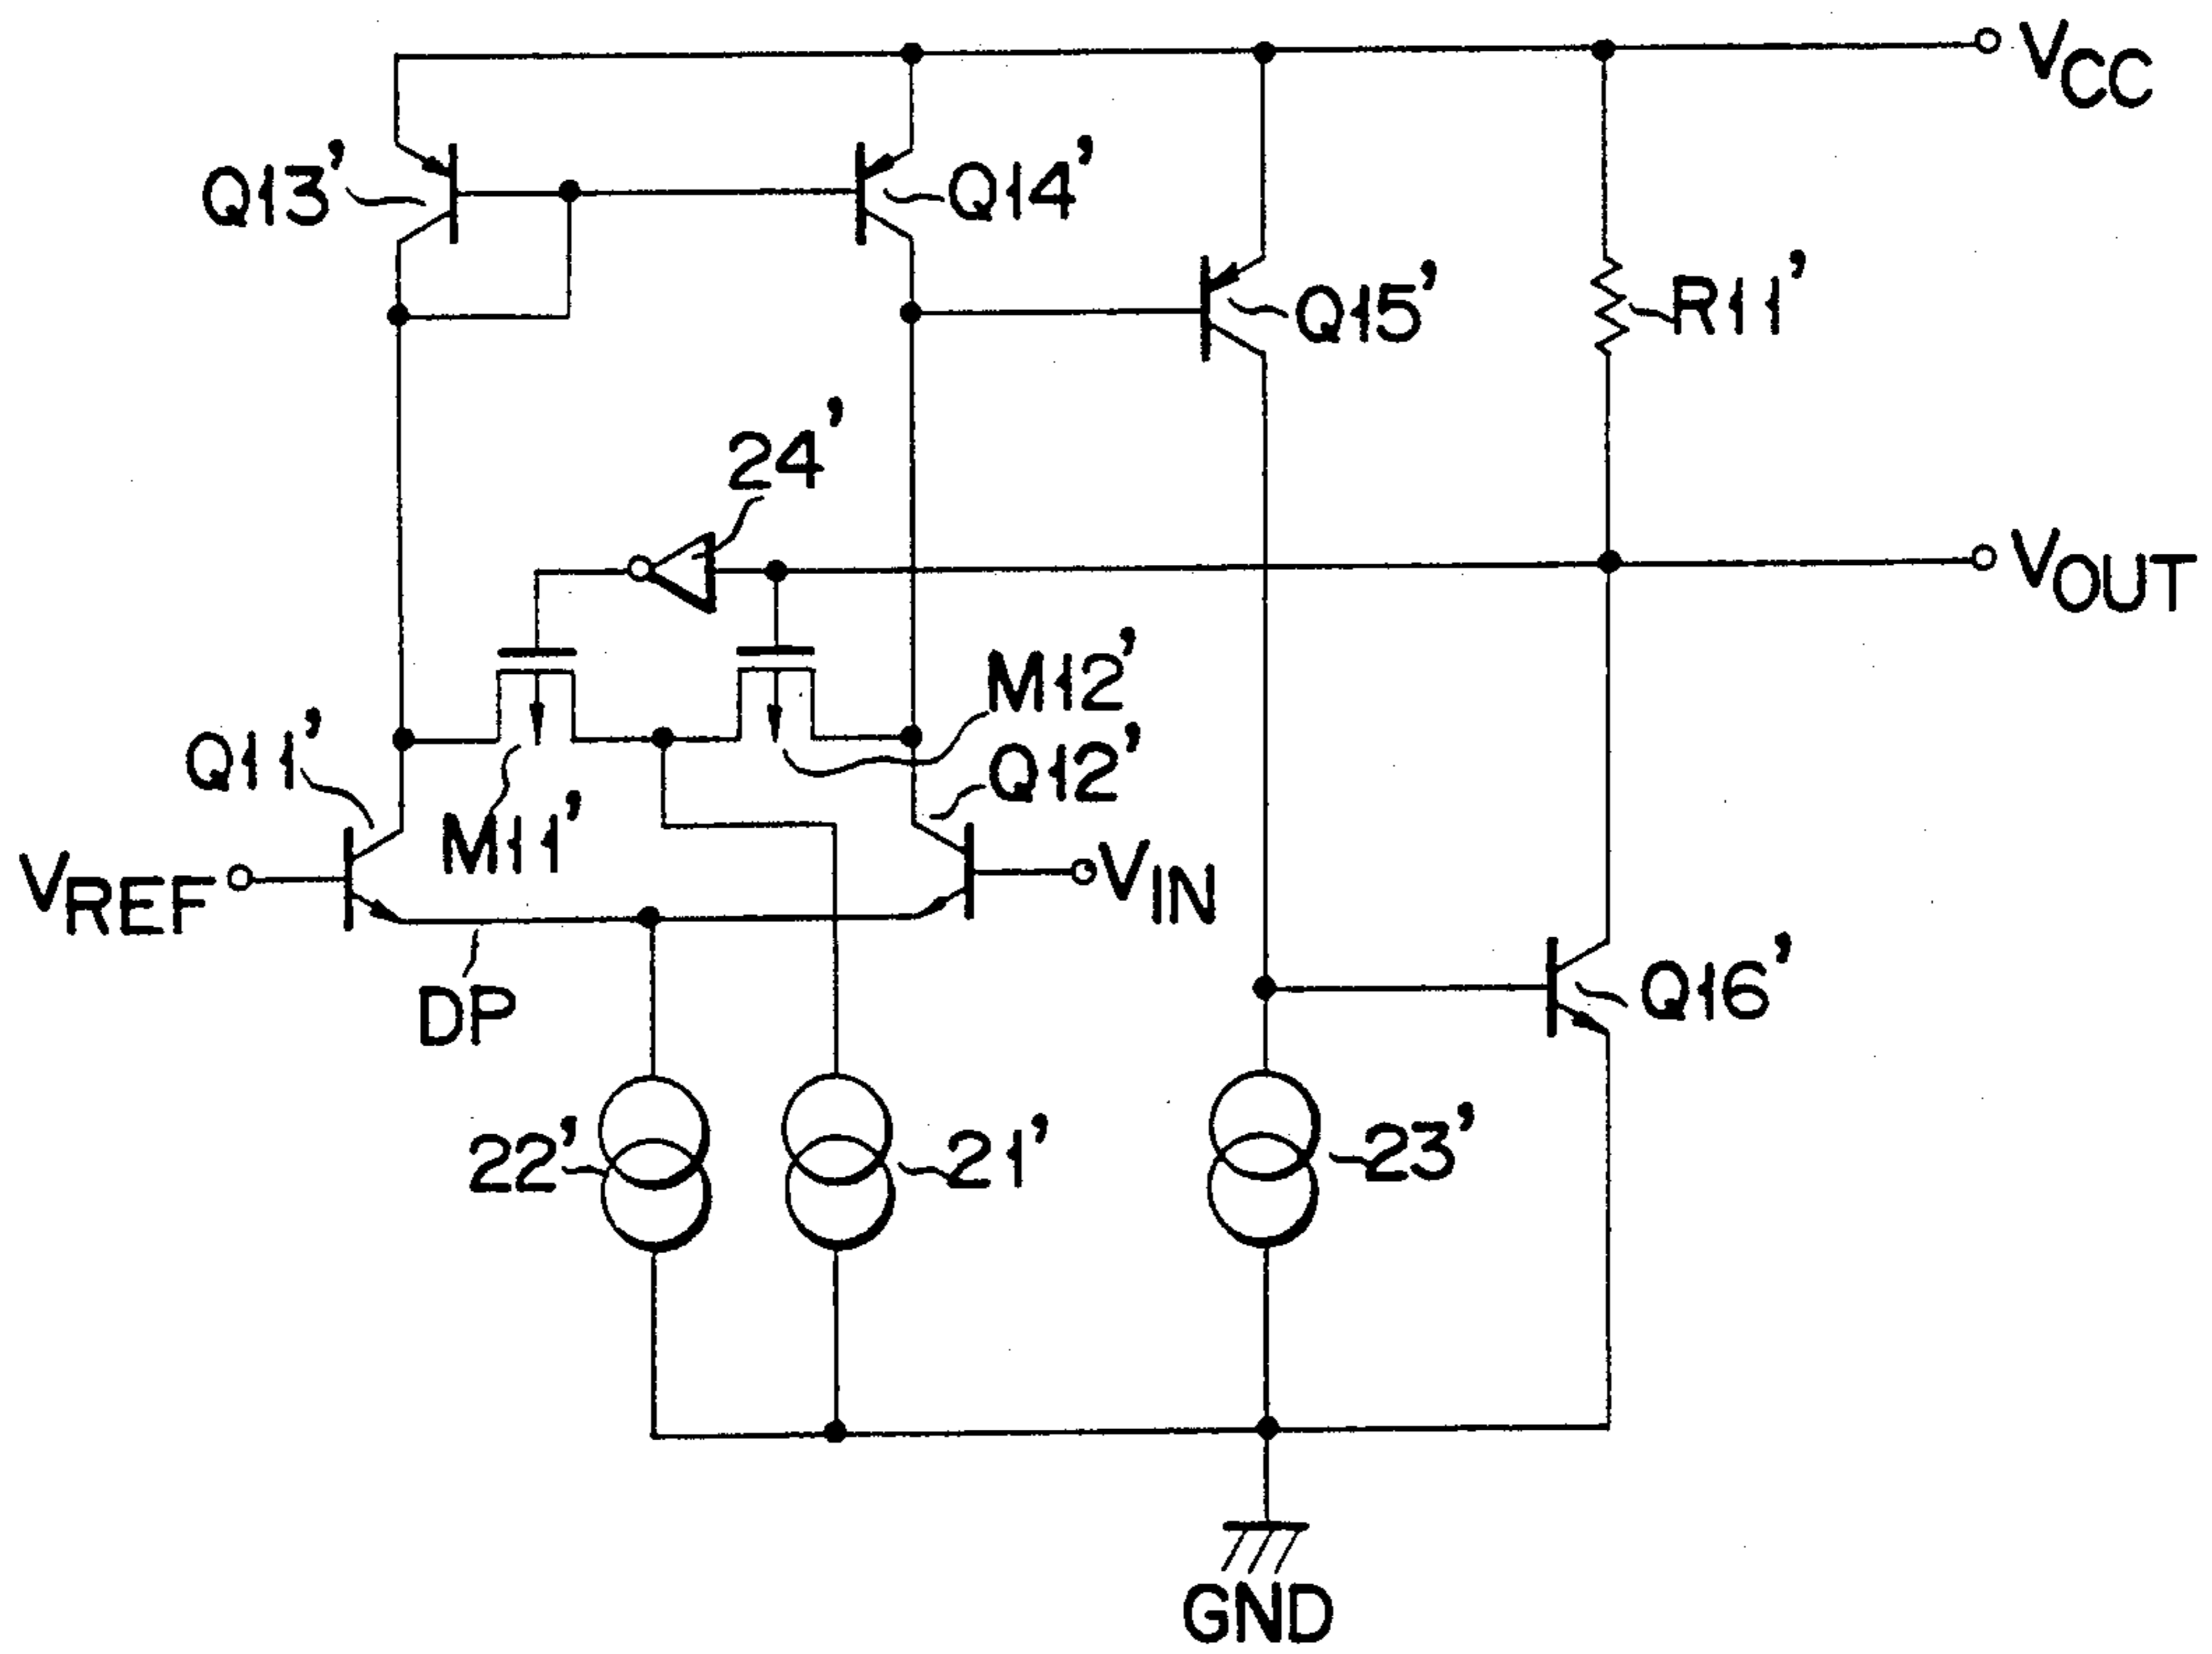 VCC
Q13'
Q14'
Q15'
R11'
24'
VOUT
M12'
Q11'
Q12'
M11'
VREF
VIN
DP
Q16'
22'
21'
23'
GND